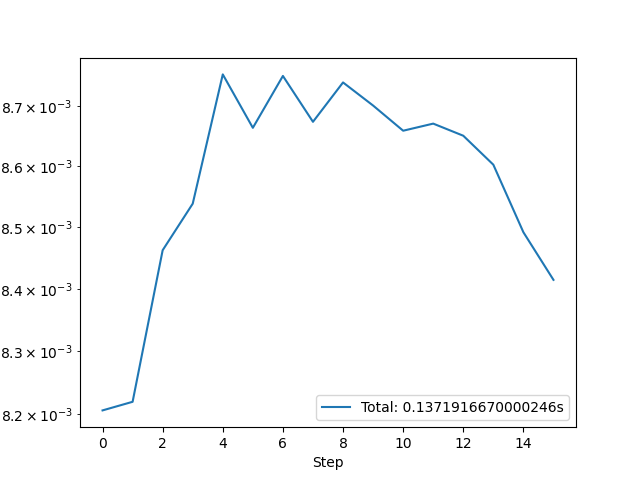 8.7 × 10⁻³
8.6 × 10⁻³
8.5 × 10⁻³
8.4 × 10⁻³
8.3 × 10⁻³
8.2 × 10⁻³
Total: 0.1371916670000246s
0 2 4 6 8 10 12 14
Step